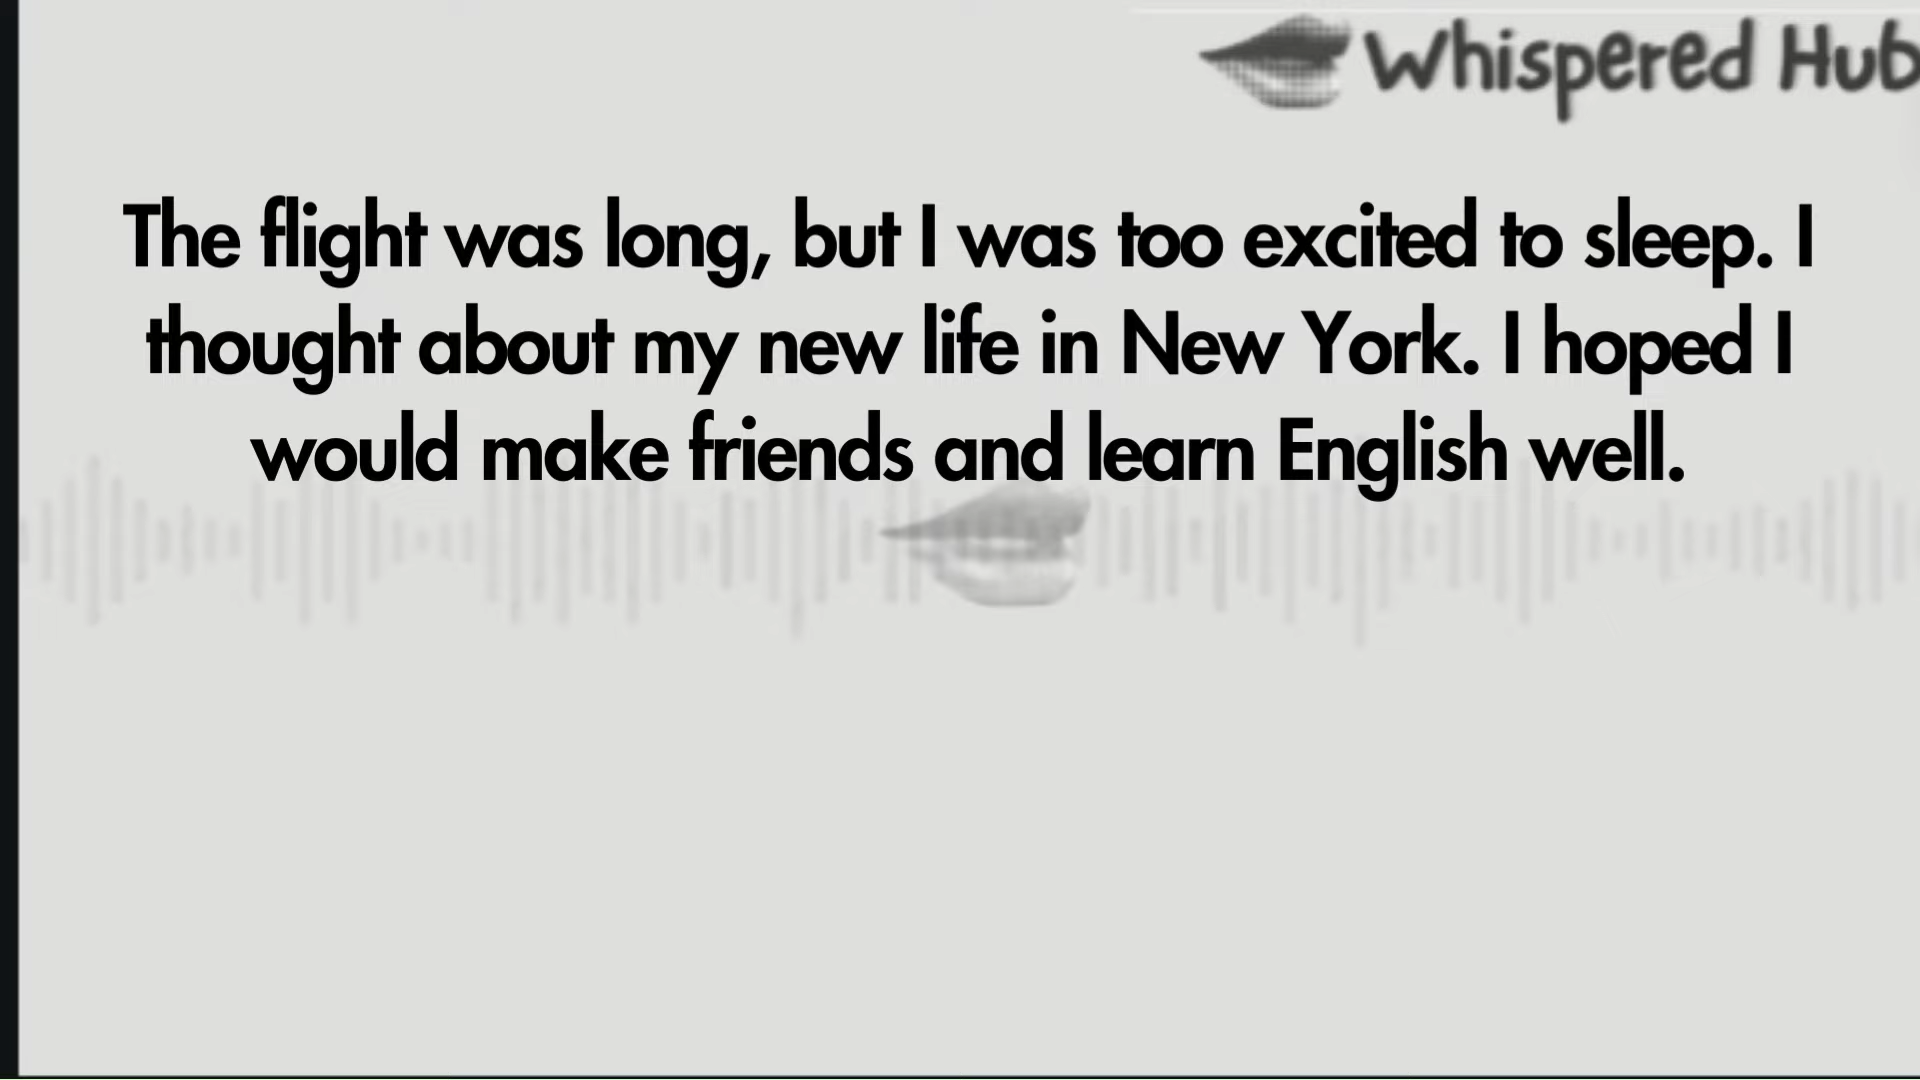 Whispered Hub
The flight was long, but I was too excited to sleep. I
thought about my new life in New York. I hoped I
would make friends and learn English well.